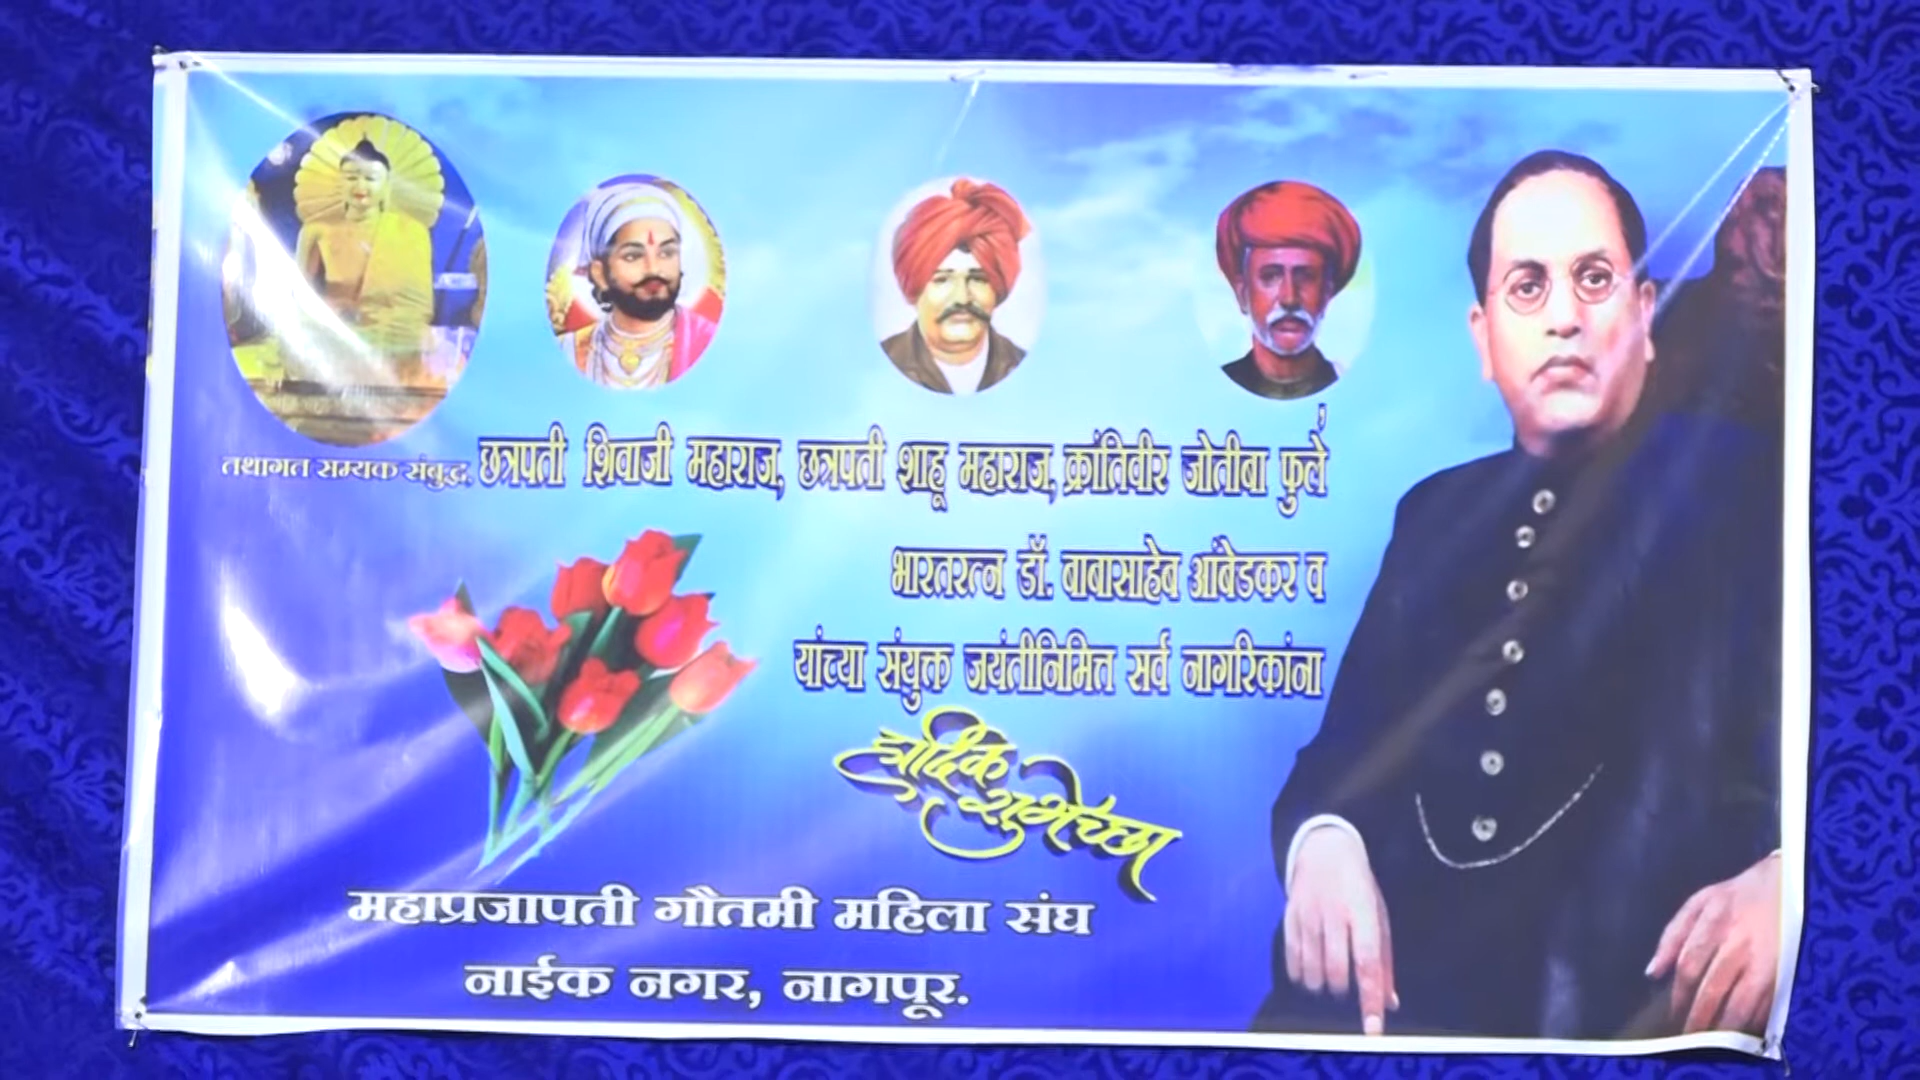 तथागत सम्यक संबुद्ध, छत्रपती शिवाजी महाराज, छत्रपती शाहू महाराज, क्रांतिवीर जोतीबा फुले
भारतरत्न डॉ. बाबासाहेब आंबेडकर व
यांच्या संयुक्त जयंतीनिमित्त सर्व नागरिकांना
हार्दिक
शुभेच्छा
महाप्रजापती गौतमी महिला संघ
नाईक नगर, नागपूर.